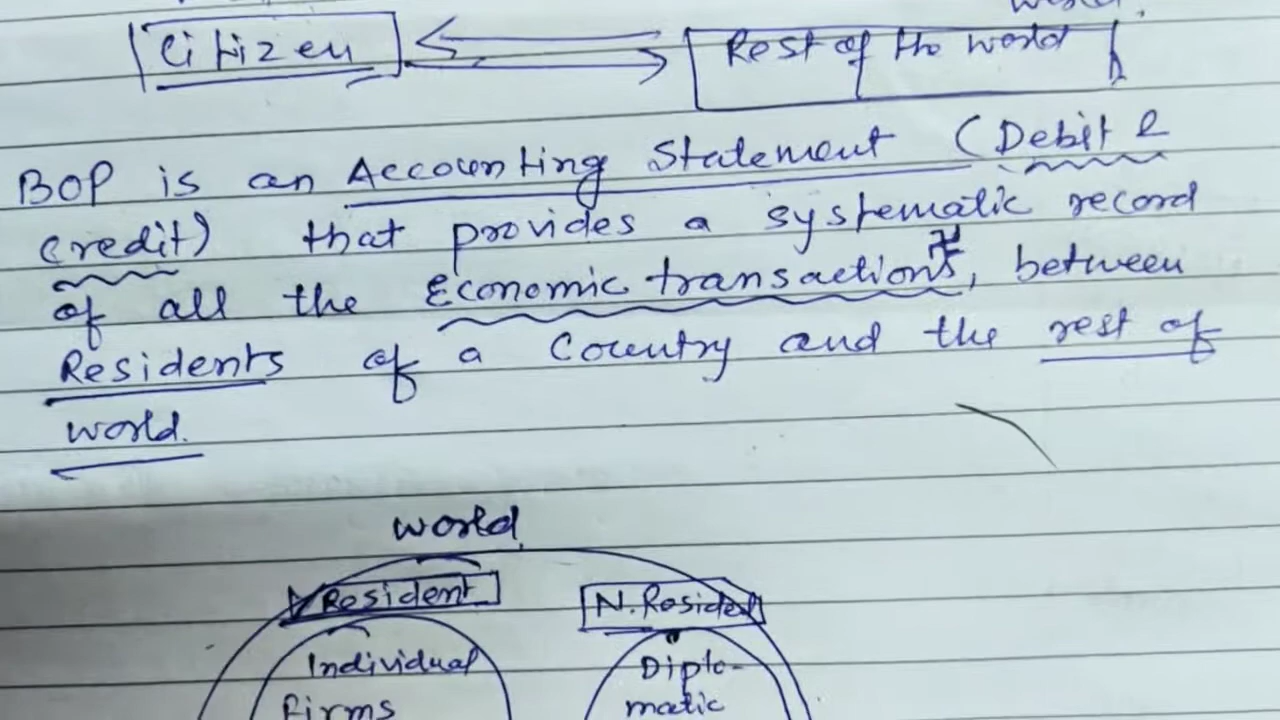 Citizen
Rest of the world
BOP is an Accounting Statement (Debit &
credit) that provides a systematic record
of all the Economic transactions, between
Residents of a Country and the rest of
world.
world
Resident
N. Resident
Individual
Firms
Diplo-
matic